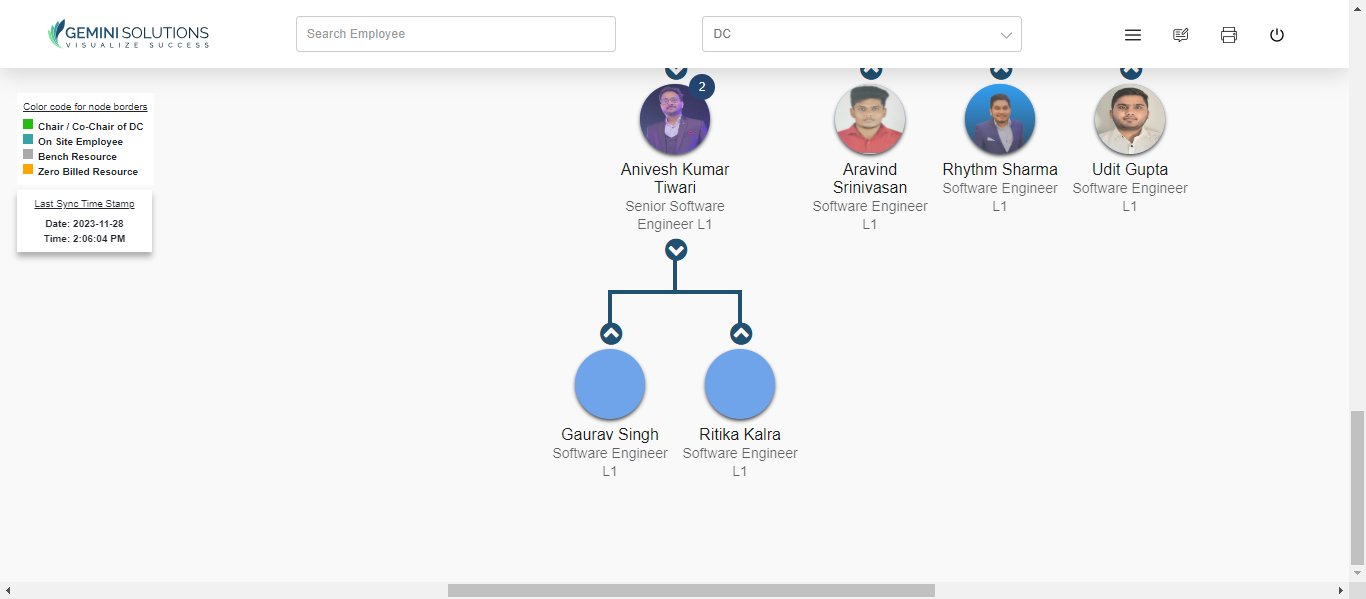 GEMINI SOLUTIONS
VISUALIZE SUCCESS
Search Employee
DC
Color code for node borders
Chair / Co-Chair of DC
On Site Employee
Bench Resource
Zero Billed Resource
Last Sync Time Stamp
Date: 2023-11-28
Time: 2:06:04 PM
2
Anivesh Kumar
Tiwari
Senior Software
Engineer L1
Aravind
Srinivasan
Software Engineer
L1
Rhythm Sharma
Software Engineer
L1
Udit Gupta
Software Engineer
L1
Gaurav Singh
Software Engineer
L1
Ritika Kalra
Software Engineer
L1